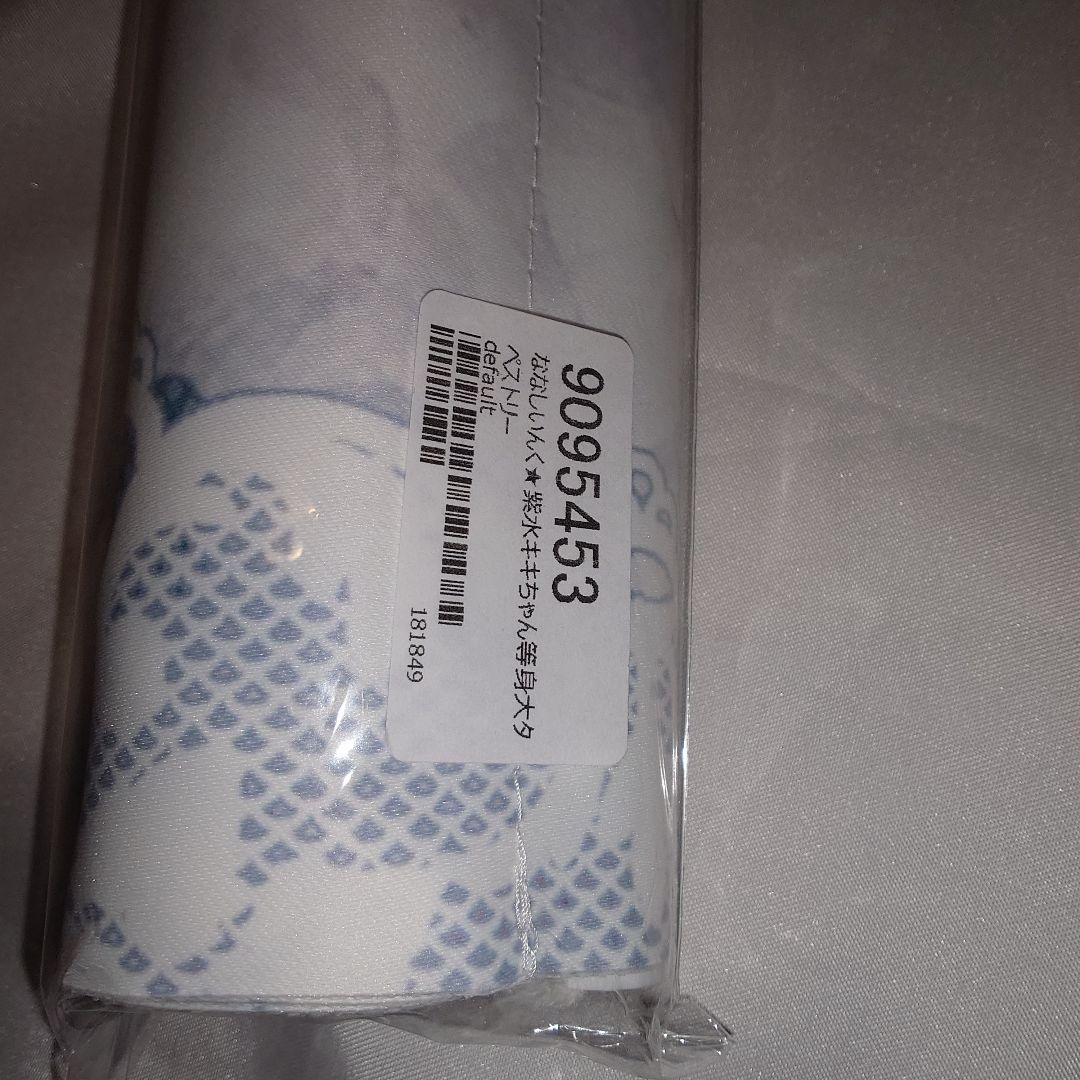 9095453
ななしいんく★紫水キキちゃん等身大タ
ペストリー
default
181849